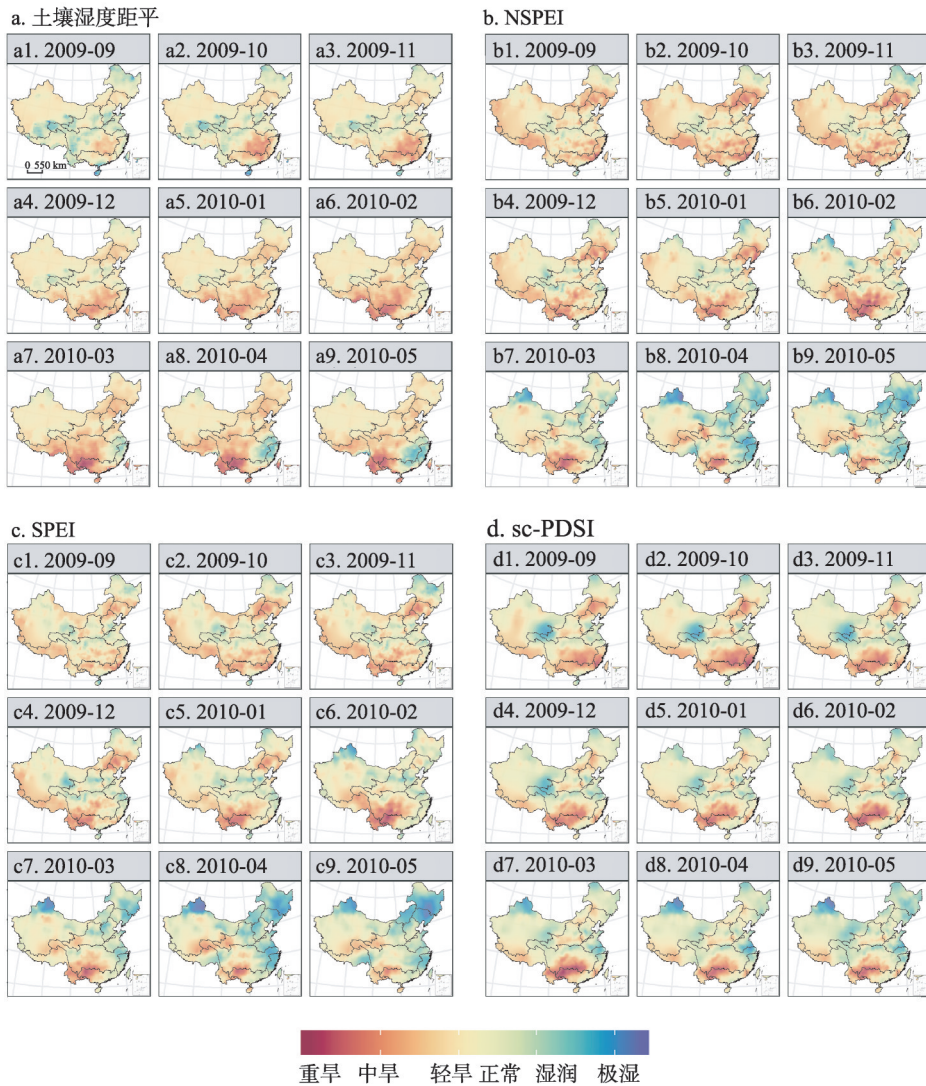 a. 土壤湿度距平
a1. 2009-09
a2. 2009-10
a3. 2009-11
0 550 km
a4. 2009-12
a5. 2010-01
a6. 2010-02
a7. 2010-03
a8. 2010-04
a9. 2010-05
b. NSPEI
b1. 2009-09
b2. 2009-10
b3. 2009-11
b4. 2009-12
b5. 2010-01
b6. 2010-02
b7. 2010-03
b8. 2010-04
b9. 2010-05
c. SPEI
c1. 2009-09
c2. 2009-10
c3. 2009-11
c4. 2009-12
c5. 2010-01
c6. 2010-02
c7. 2010-03
c8. 2010-04
c9. 2010-05
d. sc-PDSI
d1. 2009-09
d2. 2009-10
d3. 2009-11
d4. 2009-12
d5. 2010-01
d6. 2010-02
d7. 2010-03
d8. 2010-04
d9. 2010-05
重旱 中旱 轻旱 正常 湿润 极湿